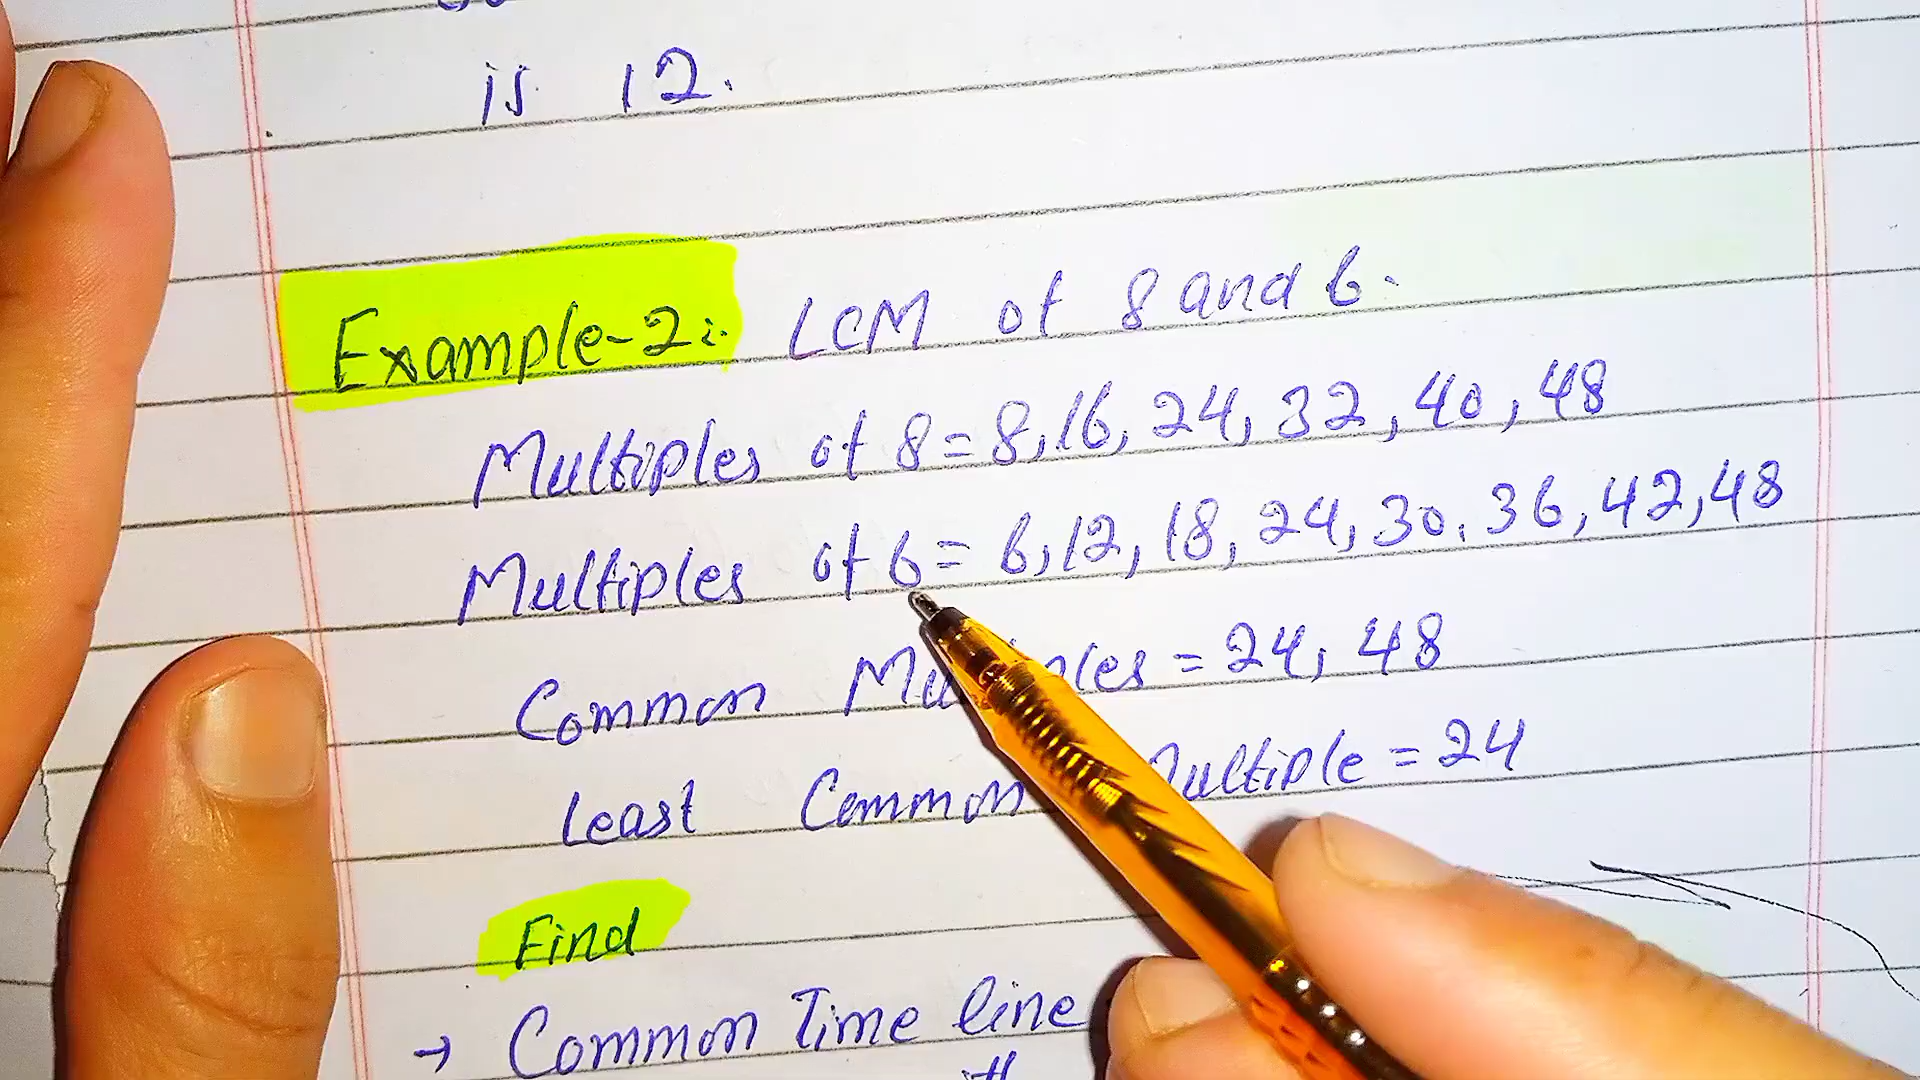 is 12.
Example-2:- LCM of 8 and 6.
Multiples of 8 = 8, 16, 24, 32, 40, 48
Multiples of 6 = 6, 12, 18, 24, 30, 36, 42, 48
Common = 24, 48
Least Common Multiple = 24
Find
→ Common Time line